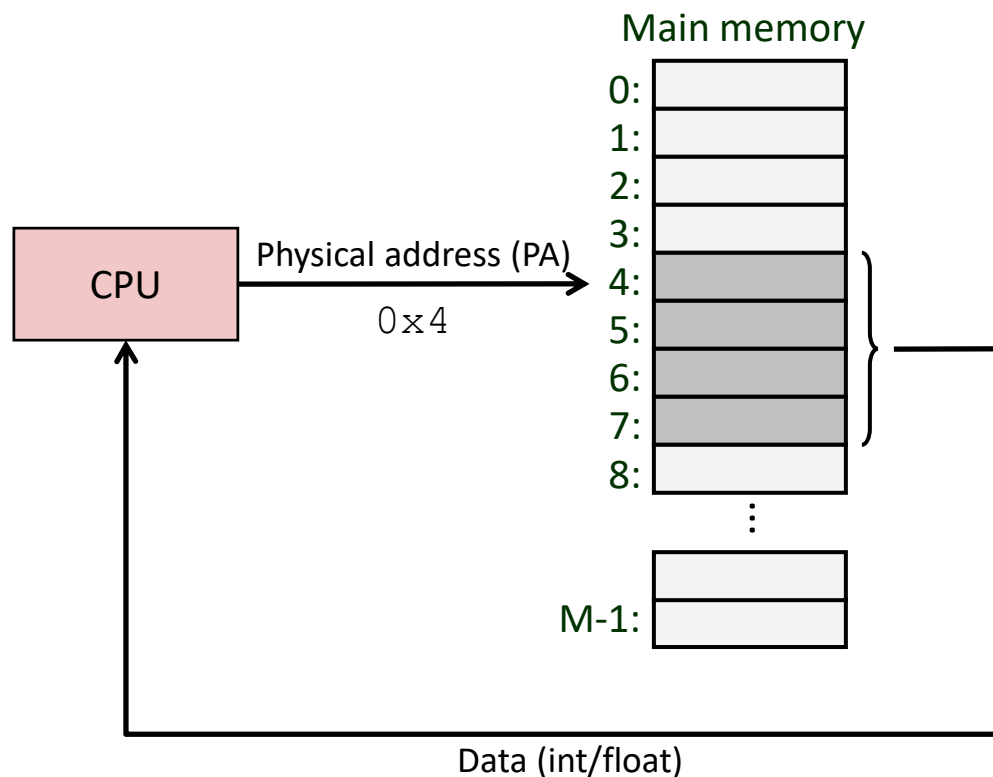 Main memory
0:
1:
2:
3:
CPU
Physical address (PA)
0x4
4:
5:
6:
7:
8:
⋮
M-1:
Data (int/float)